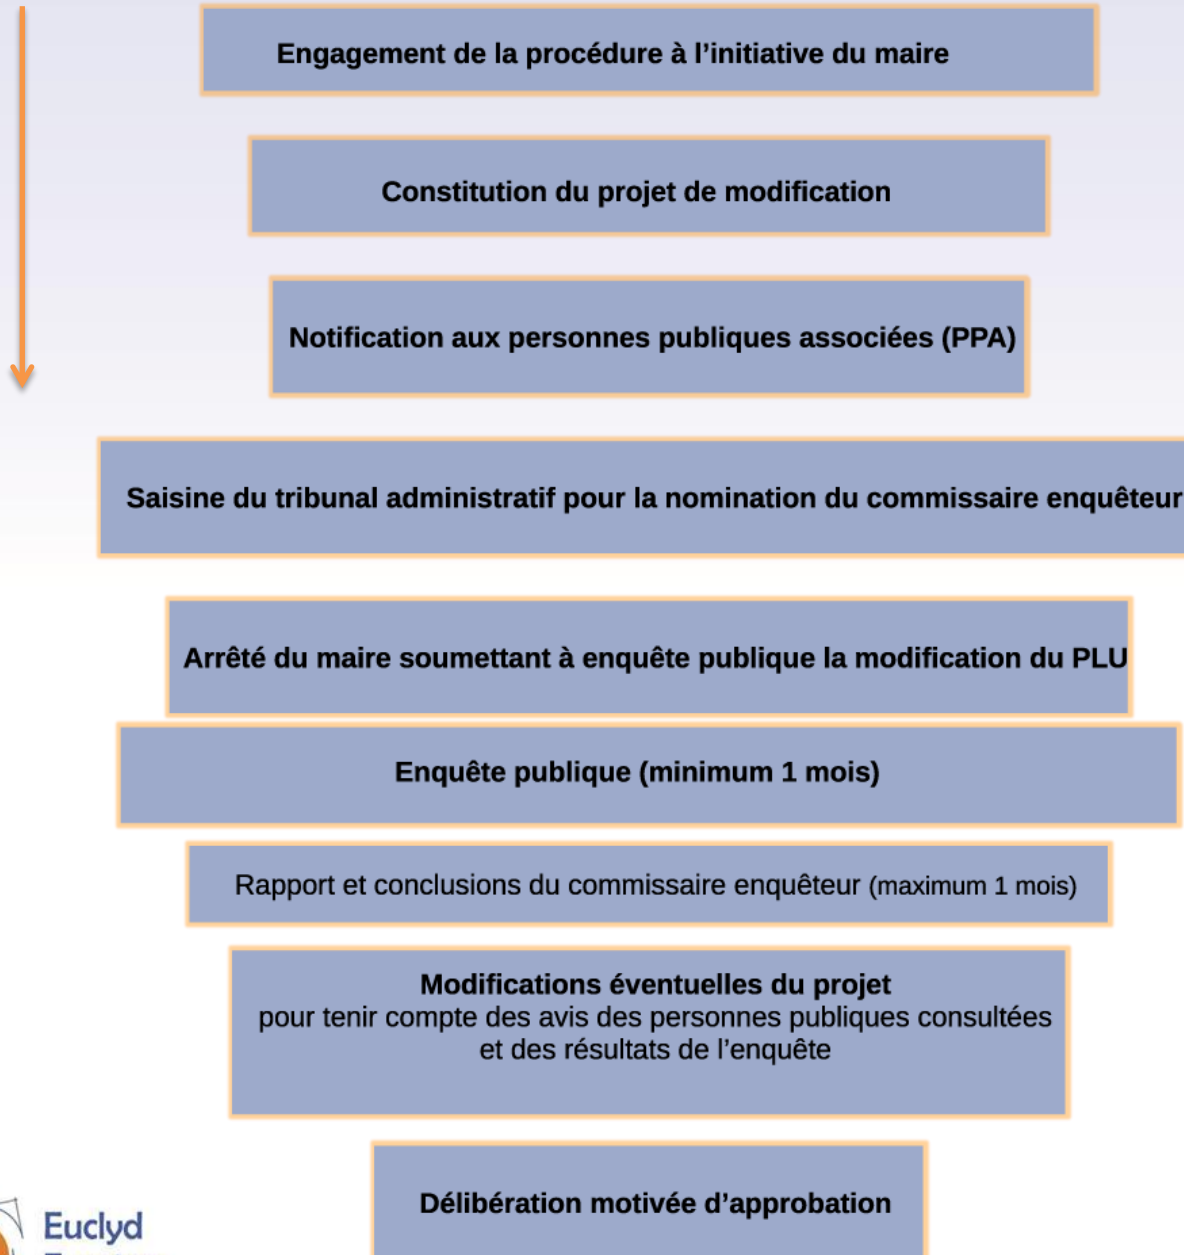 Engagement de la procédure à l’initiative du maire
Constitution du projet de modification
Notification aux personnes publiques associées (PPA)
Saisine du tribunal administratif pour la nomination du commissaire enquêteur
Arrêté du maire soumettant à enquête publique la modification du PLU
Enquête publique (minimum 1 mois)
Rapport et conclusions du commissaire enquêteur (maximum 1 mois)
Modifications éventuelles du projet
pour tenir compte des avis des personnes publiques consultées
et des résultats de l’enquête
Délibération motivée d’approbation
Euclyd